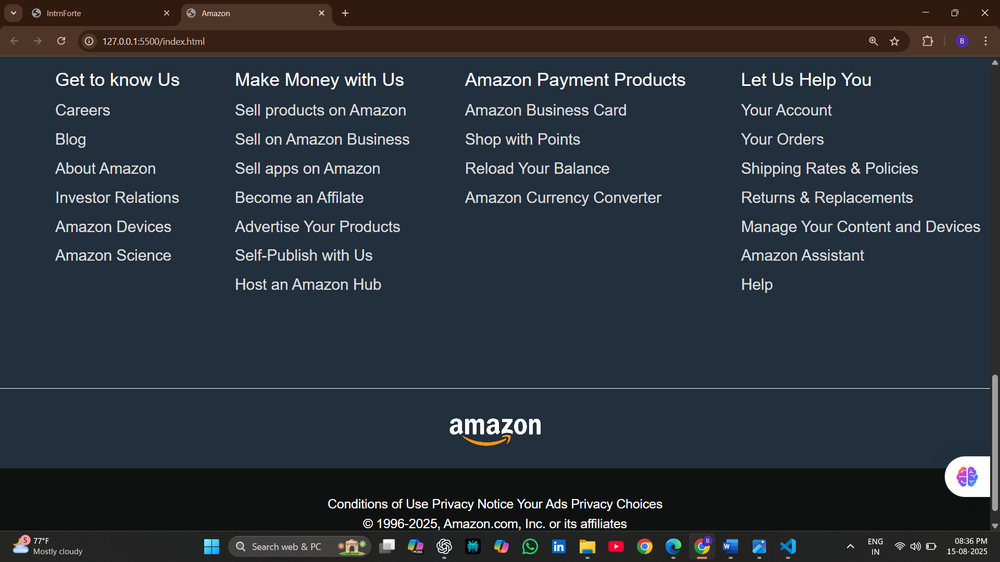 IntrnForte
Amazon
127.0.0.1:5500/index.html
B
Get to know Us
Careers
Blog
About Amazon
Investor Relations
Amazon Devices
Amazon Science
Make Money with Us
Sell products on Amazon
Sell on Amazon Business
Sell apps on Amazon
Become an Affilate
Advertise Your Products
Self-Publish with Us
Host an Amazon Hub
Amazon Payment Products
Amazon Business Card
Shop with Points
Reload Your Balance
Amazon Currency Converter
Let Us Help You
Your Account
Your Orders
Shipping Rates & Policies
Returns & Replacements
Manage Your Content and Devices
Amazon Assistant
Help
amazon
Conditions of Use Privacy Notice Your Ads Privacy Choices
© 1996-2025, Amazon.com, Inc. or its affiliates
5
77°F
Mostly cloudy
Search web & PC
M365
in
B
W
ENG
IN
08:36 PM
15-08-2025